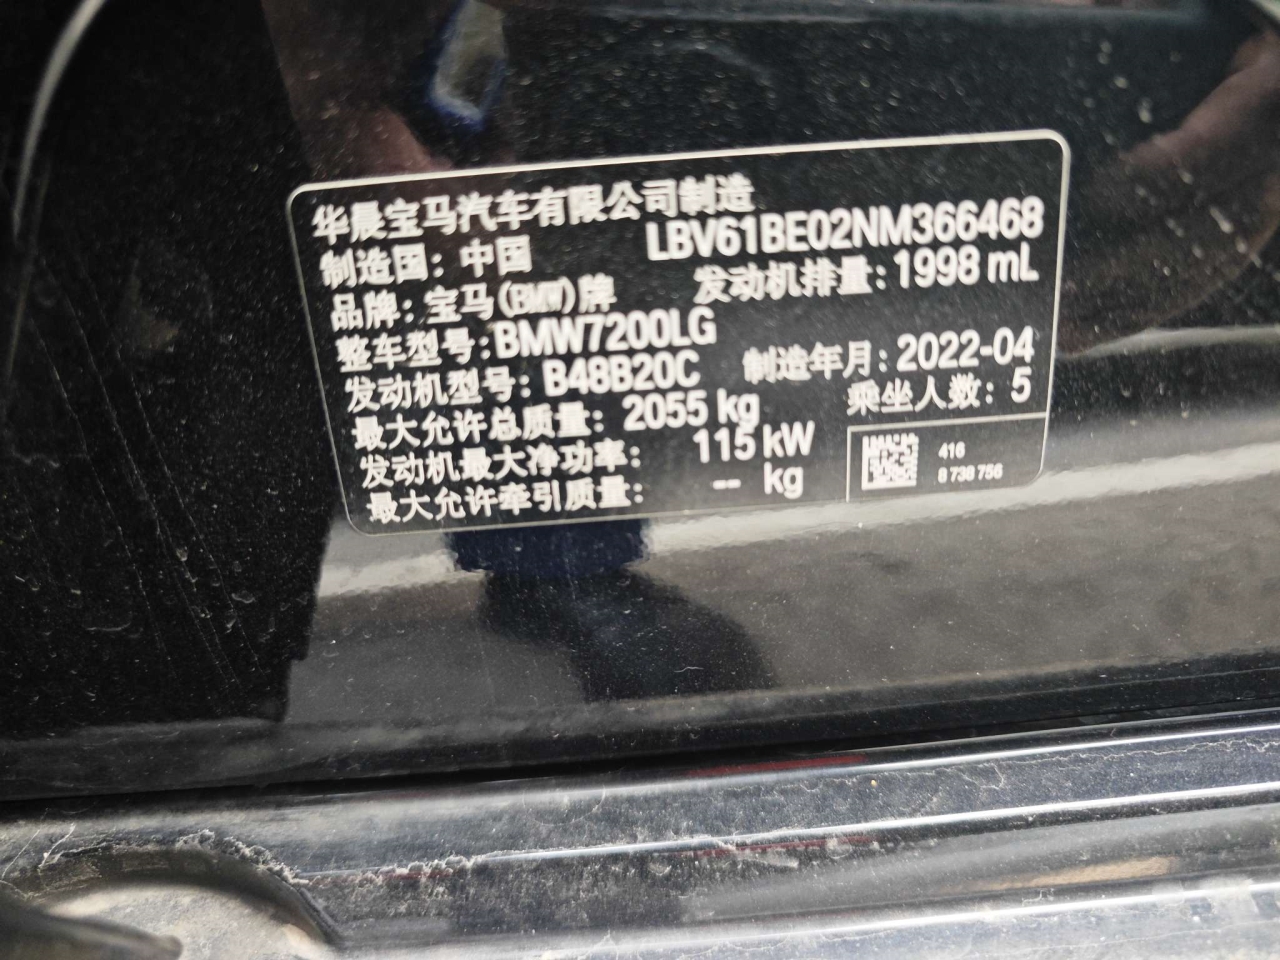 华晨宝马汽车有限公司制造
制造国：中国 LBV61BE02NM366468
品牌：宝马(BMW)牌 发动机排量：1998 mL
整车型号：BMW7200LG
发动机型号：B48B20C 制造年月：2022-04
最大允许总质量：2055 kg 乘坐人数：5
发动机最大净功率：115 kW
最大允许牵引质量：-- kg
416
8 738 756